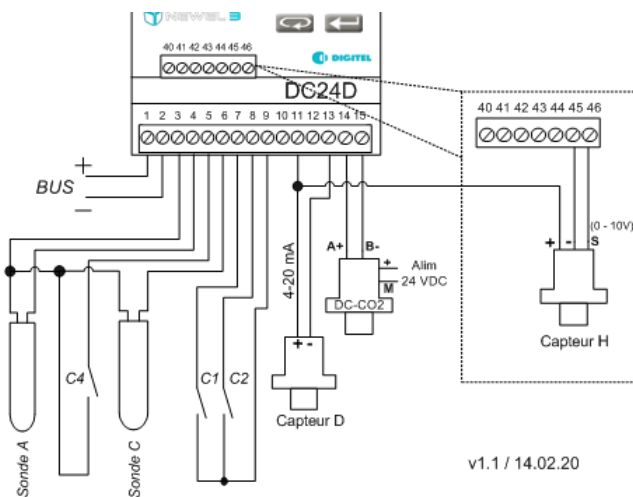 NEWEL 3
DIGITEL
40 41 42 43 44 45 46
DC24D
1 2 3 4 5 6 7 8 9 10 11 12 13 14 15
40 41 42 43 44 45 46
+
BUS
−
(0 - 10V)
+ - S
A+ B-
+
Alim
24 VDC
M
4-20 mA
DC-CO2
Capteur H
+ -
C4
C1
C2
Capteur D
Sonde A
Sonde C
v1.1 / 14.02.20